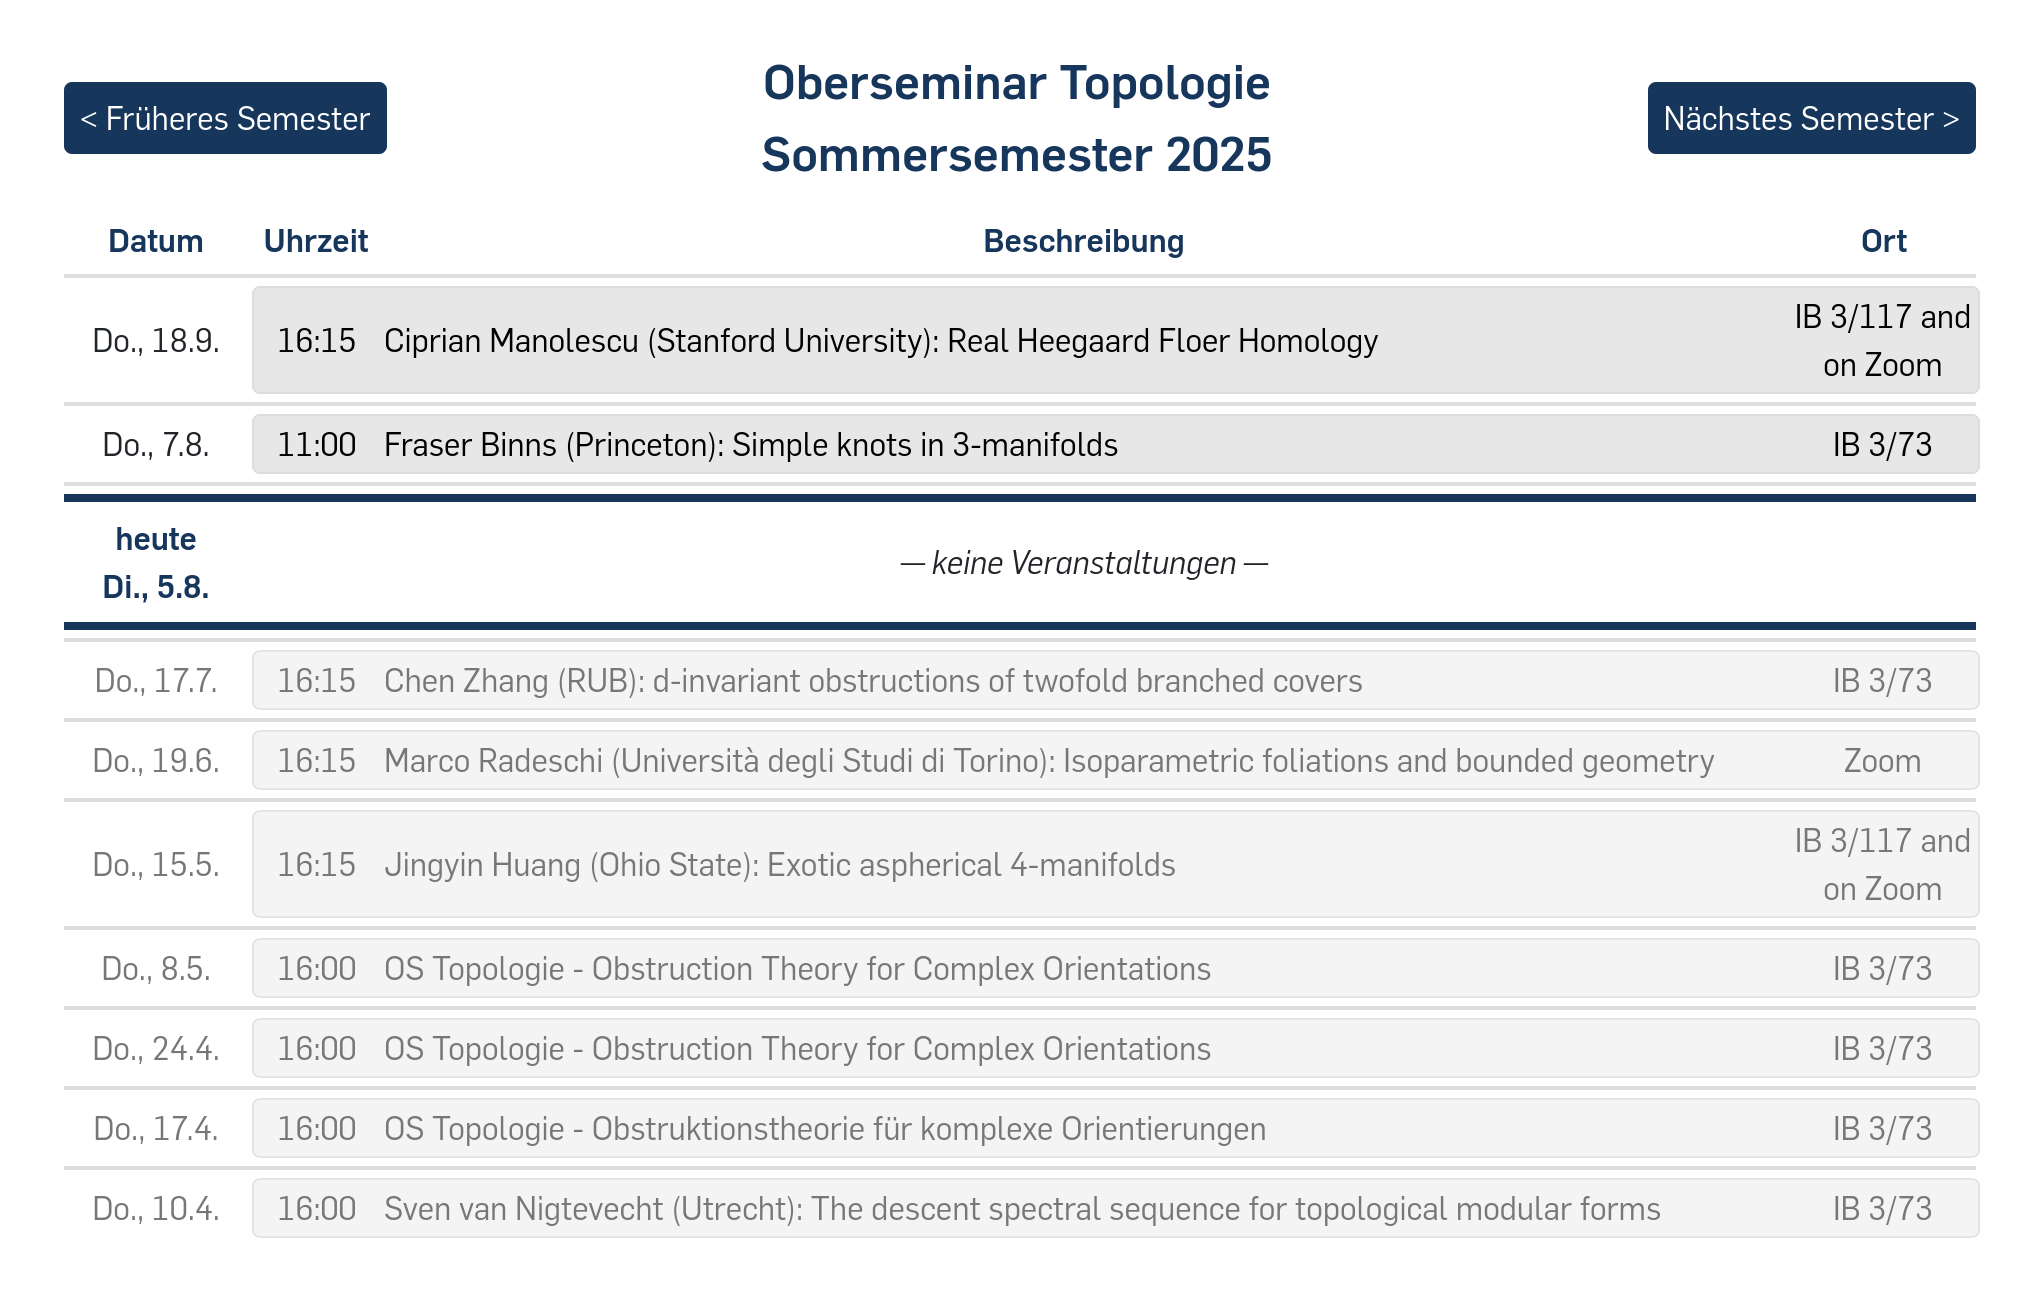 < Früheres Semester
Oberseminar Topologie
Sommersemester 2025
Nächstes Semester >
Datum Uhrzeit Beschreibung Ort
Do., 18.9. 16:15 Ciprian Manolescu (Stanford University): Real Heegaard Floer Homology IB 3/117 and
on Zoom
Do., 7.8. 11:00 Fraser Binns (Princeton): Simple knots in 3-manifolds IB 3/73
heute
Di., 5.8.
— keine Veranstaltungen —
Do., 17.7. 16:15 Chen Zhang (RUB): d-invariant obstructions of twofold branched covers IB 3/73
Do., 19.6. 16:15 Marco Radeschi (Università degli Studi di Torino): Isoparametric foliations and bounded geometry Zoom
Do., 15.5. 16:15 Jingyin Huang (Ohio State): Exotic aspherical 4-manifolds IB 3/117 and
on Zoom
Do., 8.5. 16:00 OS Topologie - Obstruction Theory for Complex Orientations IB 3/73
Do., 24.4. 16:00 OS Topologie - Obstruction Theory for Complex Orientations IB 3/73
Do., 17.4. 16:00 OS Topologie - Obstruktionstheorie für komplexe Orientierungen IB 3/73
Do., 10.4. 16:00 Sven van Nigtevecht (Utrecht): The descent spectral sequence for topological modular forms IB 3/73